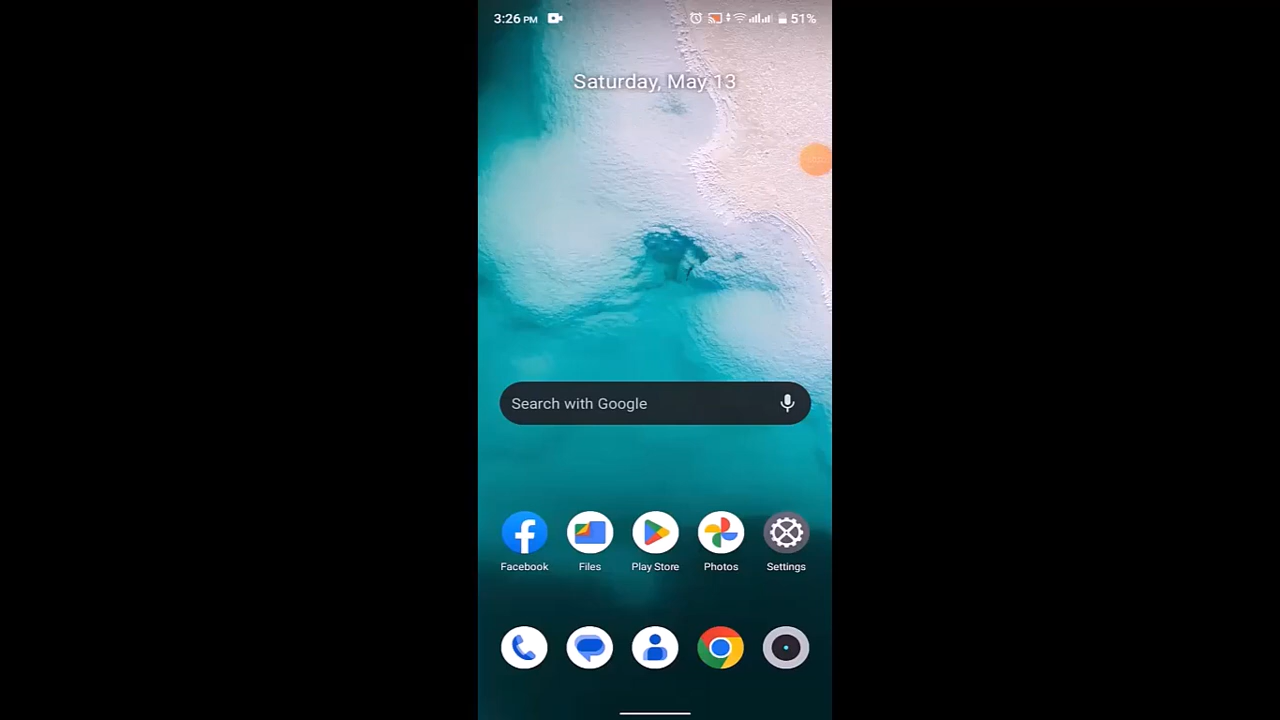 3:26 PM 51%
Saturday, May 13
Search with Google
Facebook Files Play Store Photos Settings